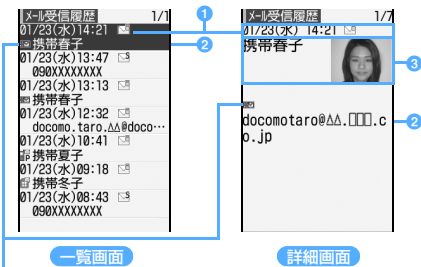 メール受信履歴 1/1
01/23(水)14:21
携帯春子
01/23(水)13:47
090XXXXXXXX
01/23(水)13:13
携帯春子
01/23(水)12:32
docomo.taro.△△@doco…
01/23(水)10:41
携帯夏子
01/23(水)09:18
携帯冬子
01/23(水)08:43
090XXXXXXXX
一覧画面
1
2
メール受信履歴 1/7
01/23(水) 14:21
携帯春子
3
docomotaro@△△.□□□.c
o.jp
2
詳細画面